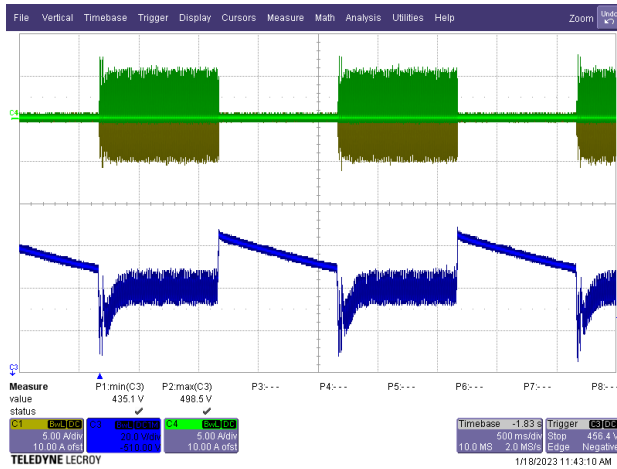 File Vertical Timebase Trigger Display Cursors Measure Math Analysis Utilities Help Zoom Undo
C4
C3
Measure P1:min(C3) P2:max(C3) P3:--- P4:--- P5:--- P6:--- P7:--- P8:---
value 435.1 V 498.5 V
status
C1 BwL DC C4 BwL DC Timebase -1.83 s Trigger C3 DC
5.00 A/div 5.00 A/div 500 ms/div Stop 456.4 V
10.00 A ofst 10.00 A ofst 10.0 MS 2.0 MS/s Edge Negative
TELEDYNE LECROY 1/18/2023 11:43:10 AM